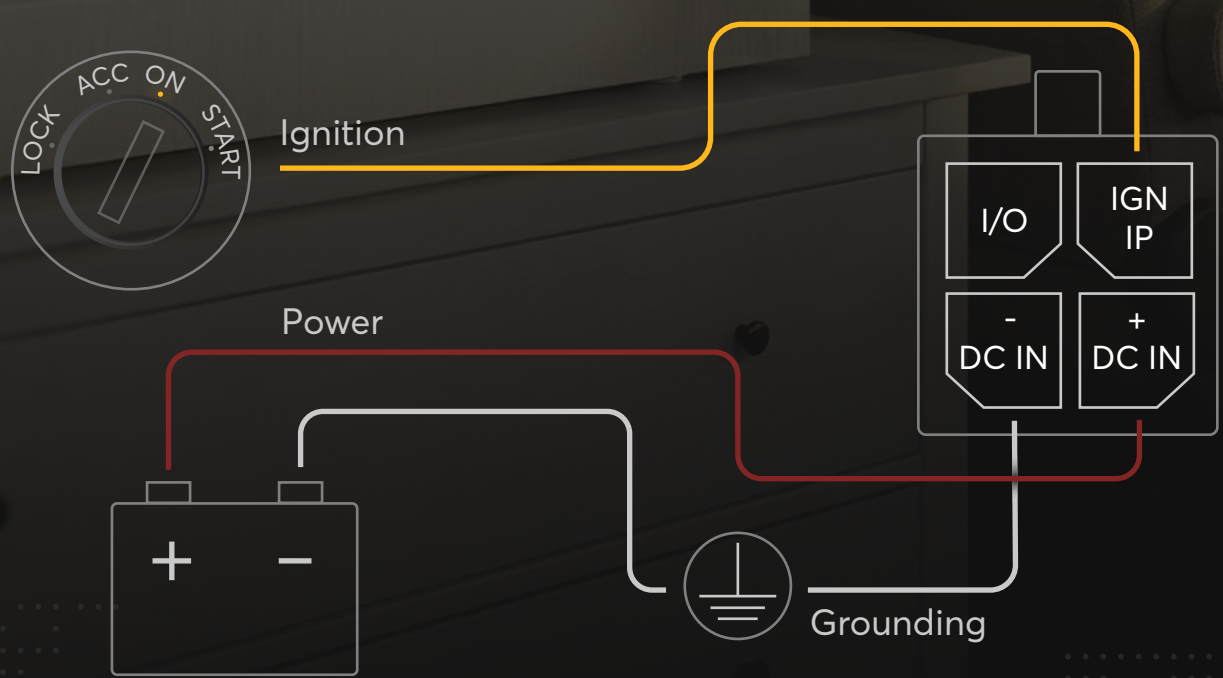 LOCK
ACC
ON
START
Ignition
I/O
IGN
IP
Power
-
DC IN
+
DC IN
+
−
Grounding